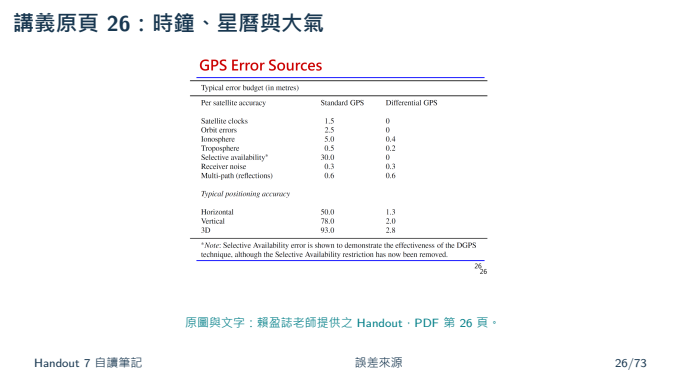 講義原頁 26：時鐘、星曆與大氣
GPS Error Sources
Typical error budget (in metres)
Per satellite accuracy Standard GPS Differential GPS
Satellite clocks 1.5 0
Orbit errors 2.5 0
Ionosphere 5.0 0.4
Troposphere 0.5 0.2
Selective availability* 30.0 0
Receiver noise 0.3 0.3
Multi-path (reflections) 0.6 0.6
Typical positioning accuracy
Horizontal 50.0 1.3
Vertical 78.0 2.0
3D 93.0 2.8
*Note: Selective Availability error is shown to demonstrate the effectiveness of the DGPS
technique, although the Selective Availability restriction has now been removed.
26
26
原圖與文字：賴盈誌老師提供之 Handout，PDF 第 26 頁。
Handout 7 自讀筆記 誤差來源 26/73